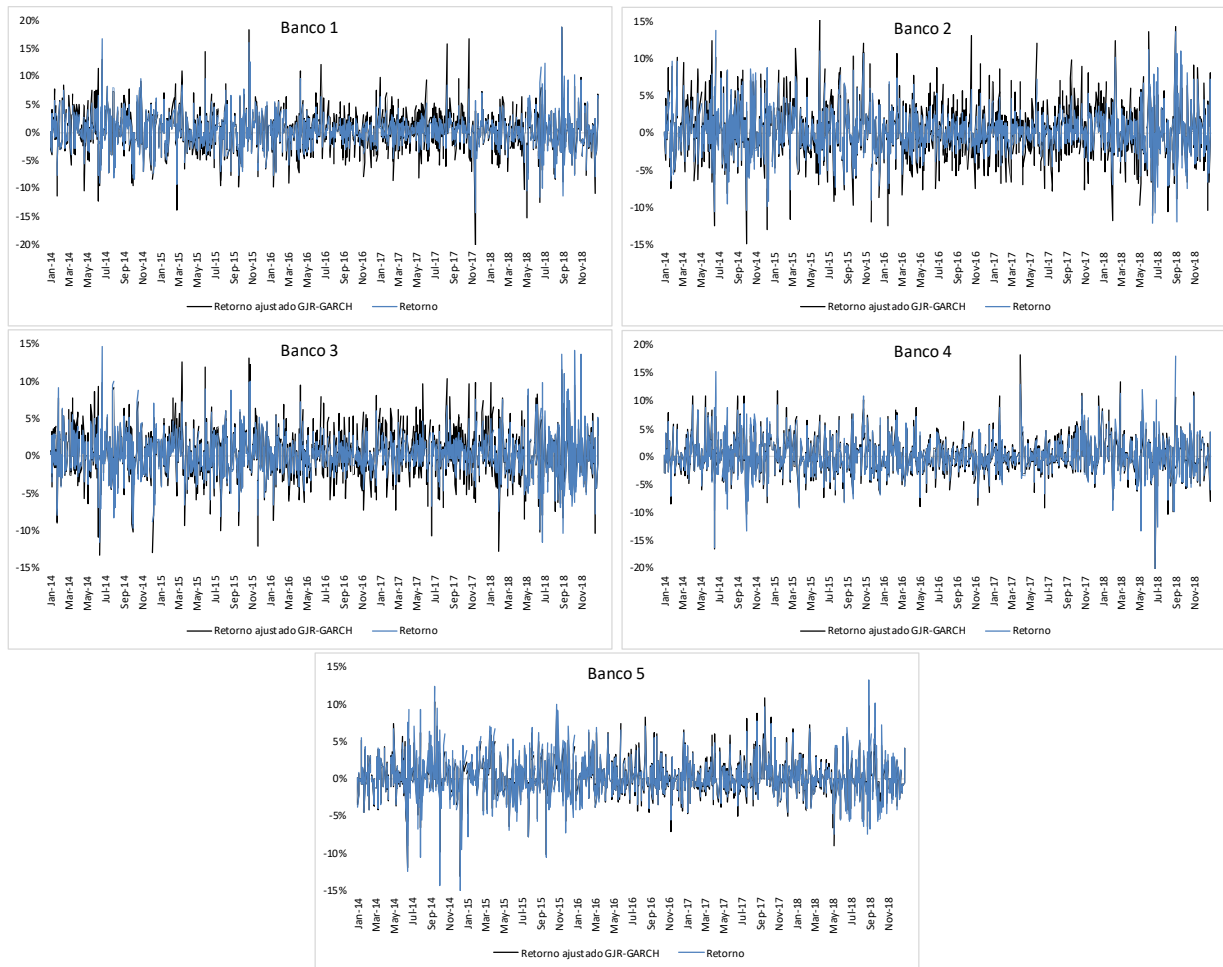 Banco 1
20%
15%
10%
5%
0%
-5%
-10%
-15%
-20%
Jan-14 Mar-14 May-14 Jul-14 Sep-14 Nov-14 Jan-15 Mar-15 May-15 Jul-15 Sep-15 Nov-15 Jan-16 Mar-16 May-16 Jul-16 Sep-16 Nov-16 Jan-17 Mar-17 May-17 Jul-17 Sep-17 Nov-17 Jan-18 Mar-18 May-18 Jul-18 Sep-18 Nov-18
Retorno ajustado GJR-GARCH Retorno
Banco 2
15%
10%
5%
0%
-5%
-10%
-15%
Jan-14 Mar-14 May-14 Jul-14 Sep-14 Nov-14 Jan-15 Mar-15 May-15 Jul-15 Sep-15 Nov-15 Jan-16 Mar-16 May-16 Jul-16 Sep-16 Nov-16 Jan-17 Mar-17 May-17 Jul-17 Sep-17 Nov-17 Jan-18 Mar-18 May-18 Jul-18 Sep-18 Nov-18
Retorno ajustado GJR-GARCH Retorno
Banco 3
15%
10%
5%
0%
-5%
-10%
-15%
Jan-14 Mar-14 May-14 Jul-14 Sep-14 Nov-14 Jan-15 Mar-15 May-15 Jul-15 Sep-15 Nov-15 Jan-16 Mar-16 May-16 Jul-16 Sep-16 Nov-16 Jan-17 Mar-17 May-17 Jul-17 Sep-17 Nov-17 Jan-18 Mar-18 May-18 Jul-18 Sep-18 Nov-18
Retorno ajustado GJR-GARCH Retorno
Banco 4
20%
15%
10%
5%
0%
-5%
-10%
-15%
-20%
Jan-14 Mar-14 May-14 Jul-14 Sep-14 Nov-14 Jan-15 Mar-15 May-15 Jul-15 Sep-15 Nov-15 Jan-16 Mar-16 May-16 Jul-16 Sep-16 Nov-16 Jan-17 Mar-17 May-17 Jul-17 Sep-17 Nov-17 Jan-18 Mar-18 May-18 Jul-18 Sep-18 Nov-18
Retorno ajustado GJR-GARCH Retorno
Banco 5
15%
10%
5%
0%
-5%
-10%
-15%
Jan-14 Mar-14 May-14 Jul-14 Sep-14 Nov-14 Jan-15 Mar-15 May-15 Jul-15 Sep-15 Nov-15 Jan-16 Mar-16 May-16 Jul-16 Sep-16 Nov-16 Jan-17 Mar-17 May-17 Jul-17 Sep-17 Nov-17 Jan-18 Mar-18 May-18 Jul-18 Sep-18 Nov-18
Retorno ajustado GJR-GARCH Retorno